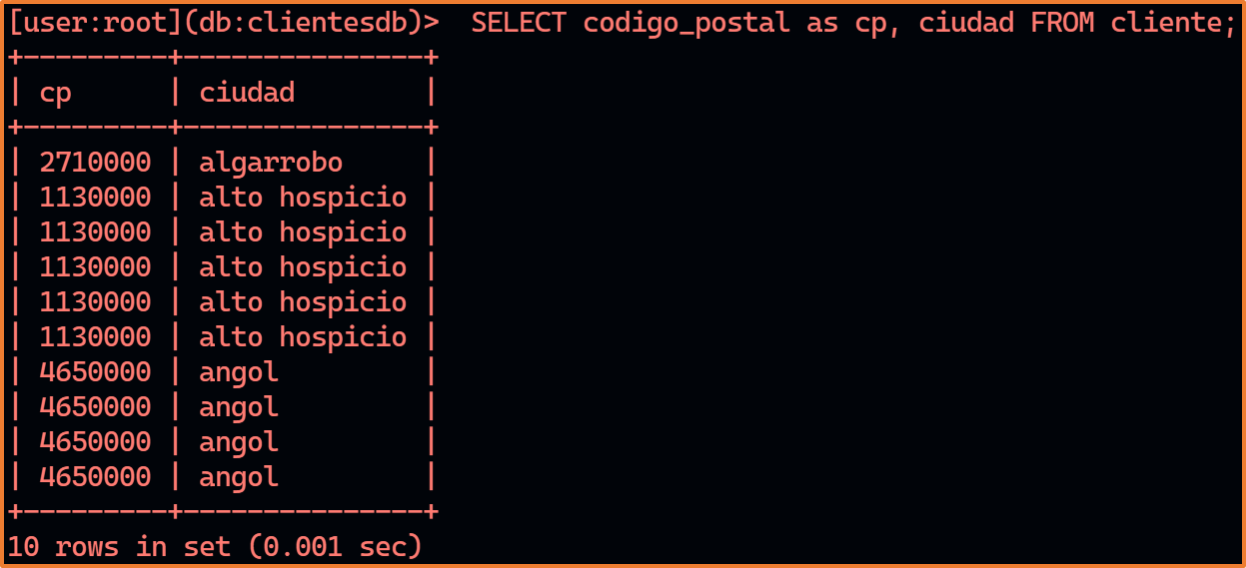 [user:root](db:clientesdb)>  SELECT codigo_postal as cp, ciudad FROM cliente;
+---------+---------------+
| cp      | ciudad        |
+---------+---------------+
| 2710000 | algarrobo     |
| 1130000 | alto hospicio |
| 1130000 | alto hospicio |
| 1130000 | alto hospicio |
| 1130000 | alto hospicio |
| 1130000 | alto hospicio |
| 4650000 | angol         |
| 4650000 | angol         |
| 4650000 | angol         |
| 4650000 | angol         |
+---------+---------------+
10 rows in set (0.001 sec)